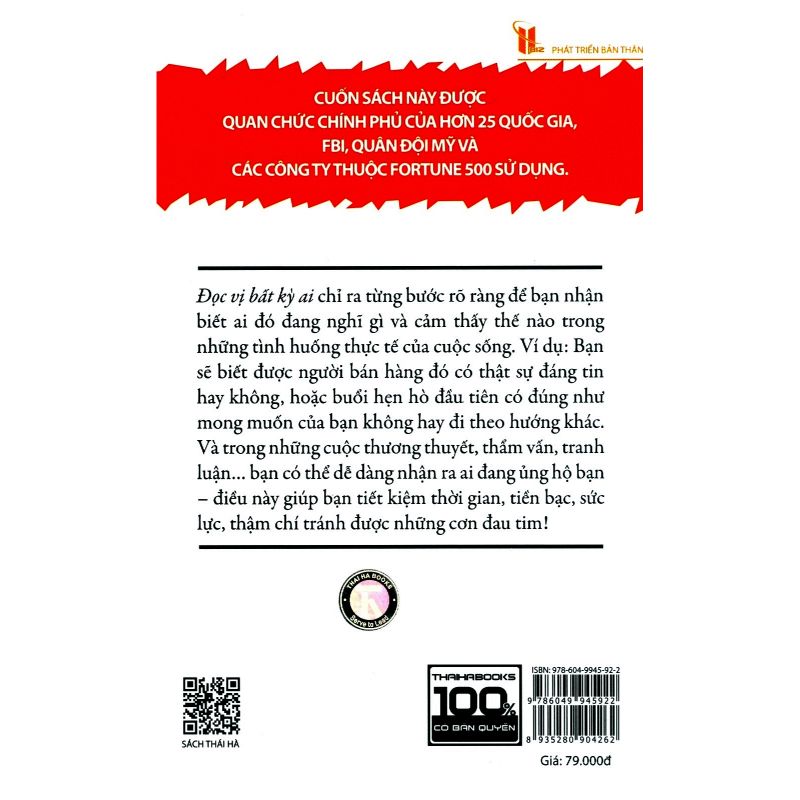 BIZ
PHÁT TRIỂN BẢN THÂN
CUỐN SÁCH NÀY ĐƯỢC
QUAN CHỨC CHÍNH PHỦ CỦA HƠN 25 QUỐC GIA,
FBI, QUÂN ĐỘI MỸ VÀ
CÁC CÔNG TY THUỘC FORTUNE 500 SỬ DỤNG.
Đọc vị bất kỳ ai chỉ ra từng bước rõ ràng để bạn nhận
biết ai đó đang nghĩ gì và cảm thấy thế nào trong
những tình huống thực tế của cuộc sống. Ví dụ: Bạn
sẽ biết được người bán hàng đó có thật sự đáng tin
hay không, hoặc buổi hẹn hò đầu tiên có đúng như
mong muốn của bạn không hay đi theo hướng khác.
Và trong những cuộc thương thuyết, thẩm vấn, tranh
luận... bạn có thể dễ dàng nhận ra ai đang ủng hộ bạn
– điều này giúp bạn tiết kiệm thời gian, tiền bạc, sức
lực, thậm chí tránh được những cơn đau tim!
THAI HA BOOKS
Serve to Lead
SÁCH THÁI HÀ
THAIHABOOKS
100%
CO BAN QUYEN
ISBN: 978-604-9945-92-2
9 786049 945922
8 935280 904262
Giá: 79.000đ